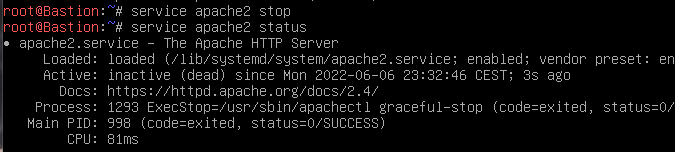 root@Bastion:~# service apache2 stop
root@Bastion:~# service apache2 status
● apache2.service - The Apache HTTP Server
Loaded: loaded (/lib/systemd/system/apache2.service; enabled; vendor preset: en
Active: inactive (dead) since Mon 2022-06-06 23:32:46 CEST; 3s ago
Docs: https://httpd.apache.org/docs/2.4/
Process: 1293 ExecStop=/usr/sbin/apachectl graceful-stop (code=exited, status=0/
Main PID: 998 (code=exited, status=0/SUCCESS)
CPU: 81ms